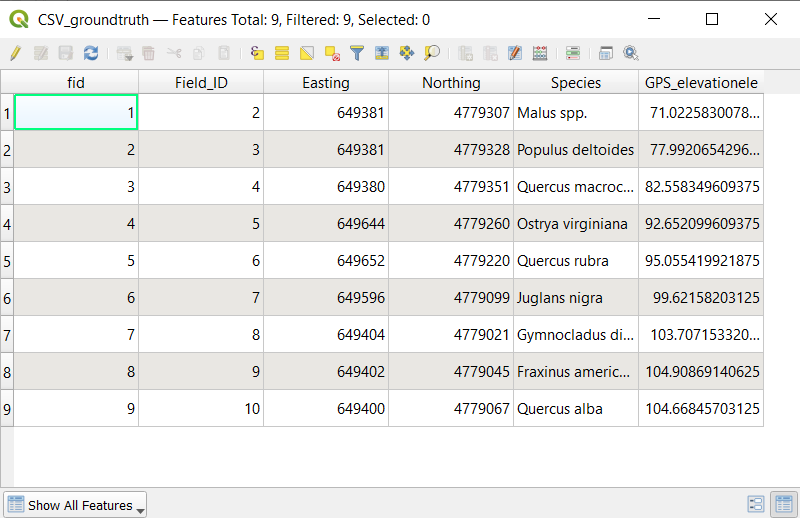 CSV_groundtruth — Features Total: 9, Filtered: 9, Selected: 0
fid Field_ID Easting Northing Species GPS_elevationele
1 1 2 649381 4779307 Malus spp. 71.0225830078...
2 2 3 649381 4779328 Populus deltoides 77.9920654296...
3 3 4 649380 4779351 Quercus macroc... 82.558349609375
4 4 5 649644 4779260 Ostrya virginiana 92.652099609375
5 5 6 649652 4779220 Quercus rubra 95.055419921875
6 6 7 649596 4779099 Juglans nigra 99.62158203125
7 7 8 649404 4779021 Gymnocladus di... 103.707153320...
8 8 9 649402 4779045 Fraxinus americ... 104.90869140625
9 9 10 649400 4779067 Quercus alba 104.66845703125
Show All Features